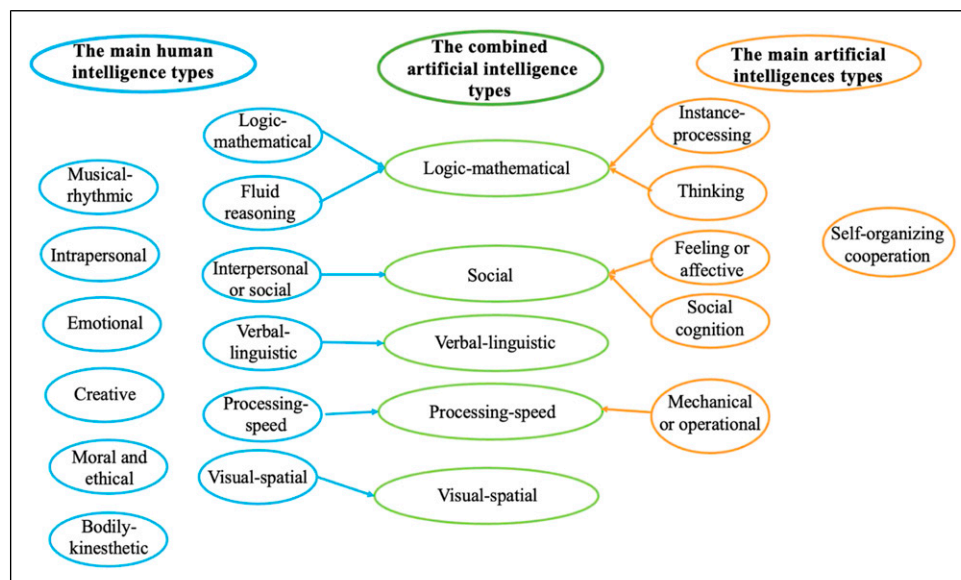 The main human
intelligence types
The combined
artificial intelligence
types
The main artificial
intelligences types
Musical-
rhythmic
Intrapersonal
Emotional
Creative
Moral and
ethical
Bodily-
kinesthetic
Logic-
mathematical
Fluid
reasoning
Interpersonal
or social
Verbal-
linguistic
Processing-
speed
Visual-spatial
Logic-mathematical
Social
Verbal-linguistic
Processing-speed
Visual-spatial
Instance-
processing
Thinking
Feeling or
affective
Social
cognition
Mechanical
or operational
Self-organizing
cooperation